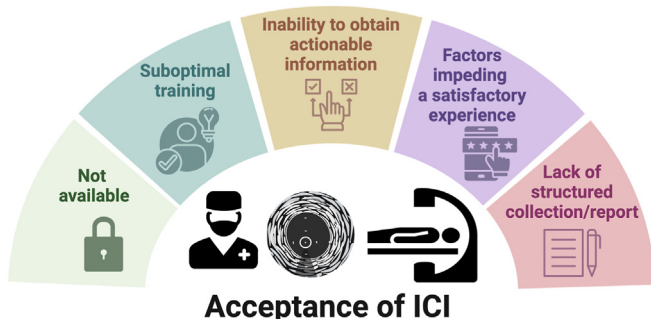 Not
available
Suboptimal
training
Inability to obtain
actionable
information
Factors
impeding
a satisfactory
experience
Lack of
structured
collection/report
Acceptance of ICI